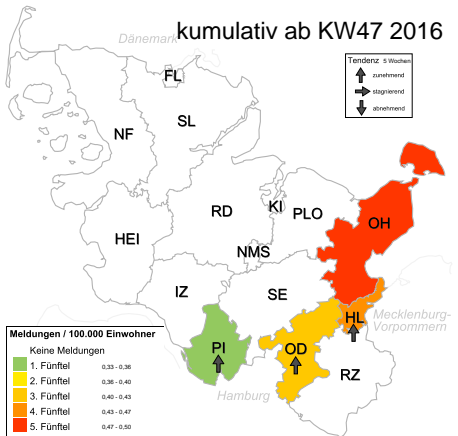 kumulativ ab KW47 2016
Dänemark
Tendenz 5 Wochen
zunehmend
stagnierend
abnehmend
FL
SL
NF
RD
KI
PLO
OH
HEI
NMS
IZ
SE
HL
Mecklenburg-
Vorpommern
PI
OD
RZ
Hamburg
Meldungen / 100.000 Einwohner
Keine Meldungen
1. Fünftel 0,33 - 0,36
2. Fünftel 0,36 - 0,40
3. Fünftel 0,40 - 0,43
4. Fünftel 0,43 - 0,47
5. Fünftel 0,47 - 0,50